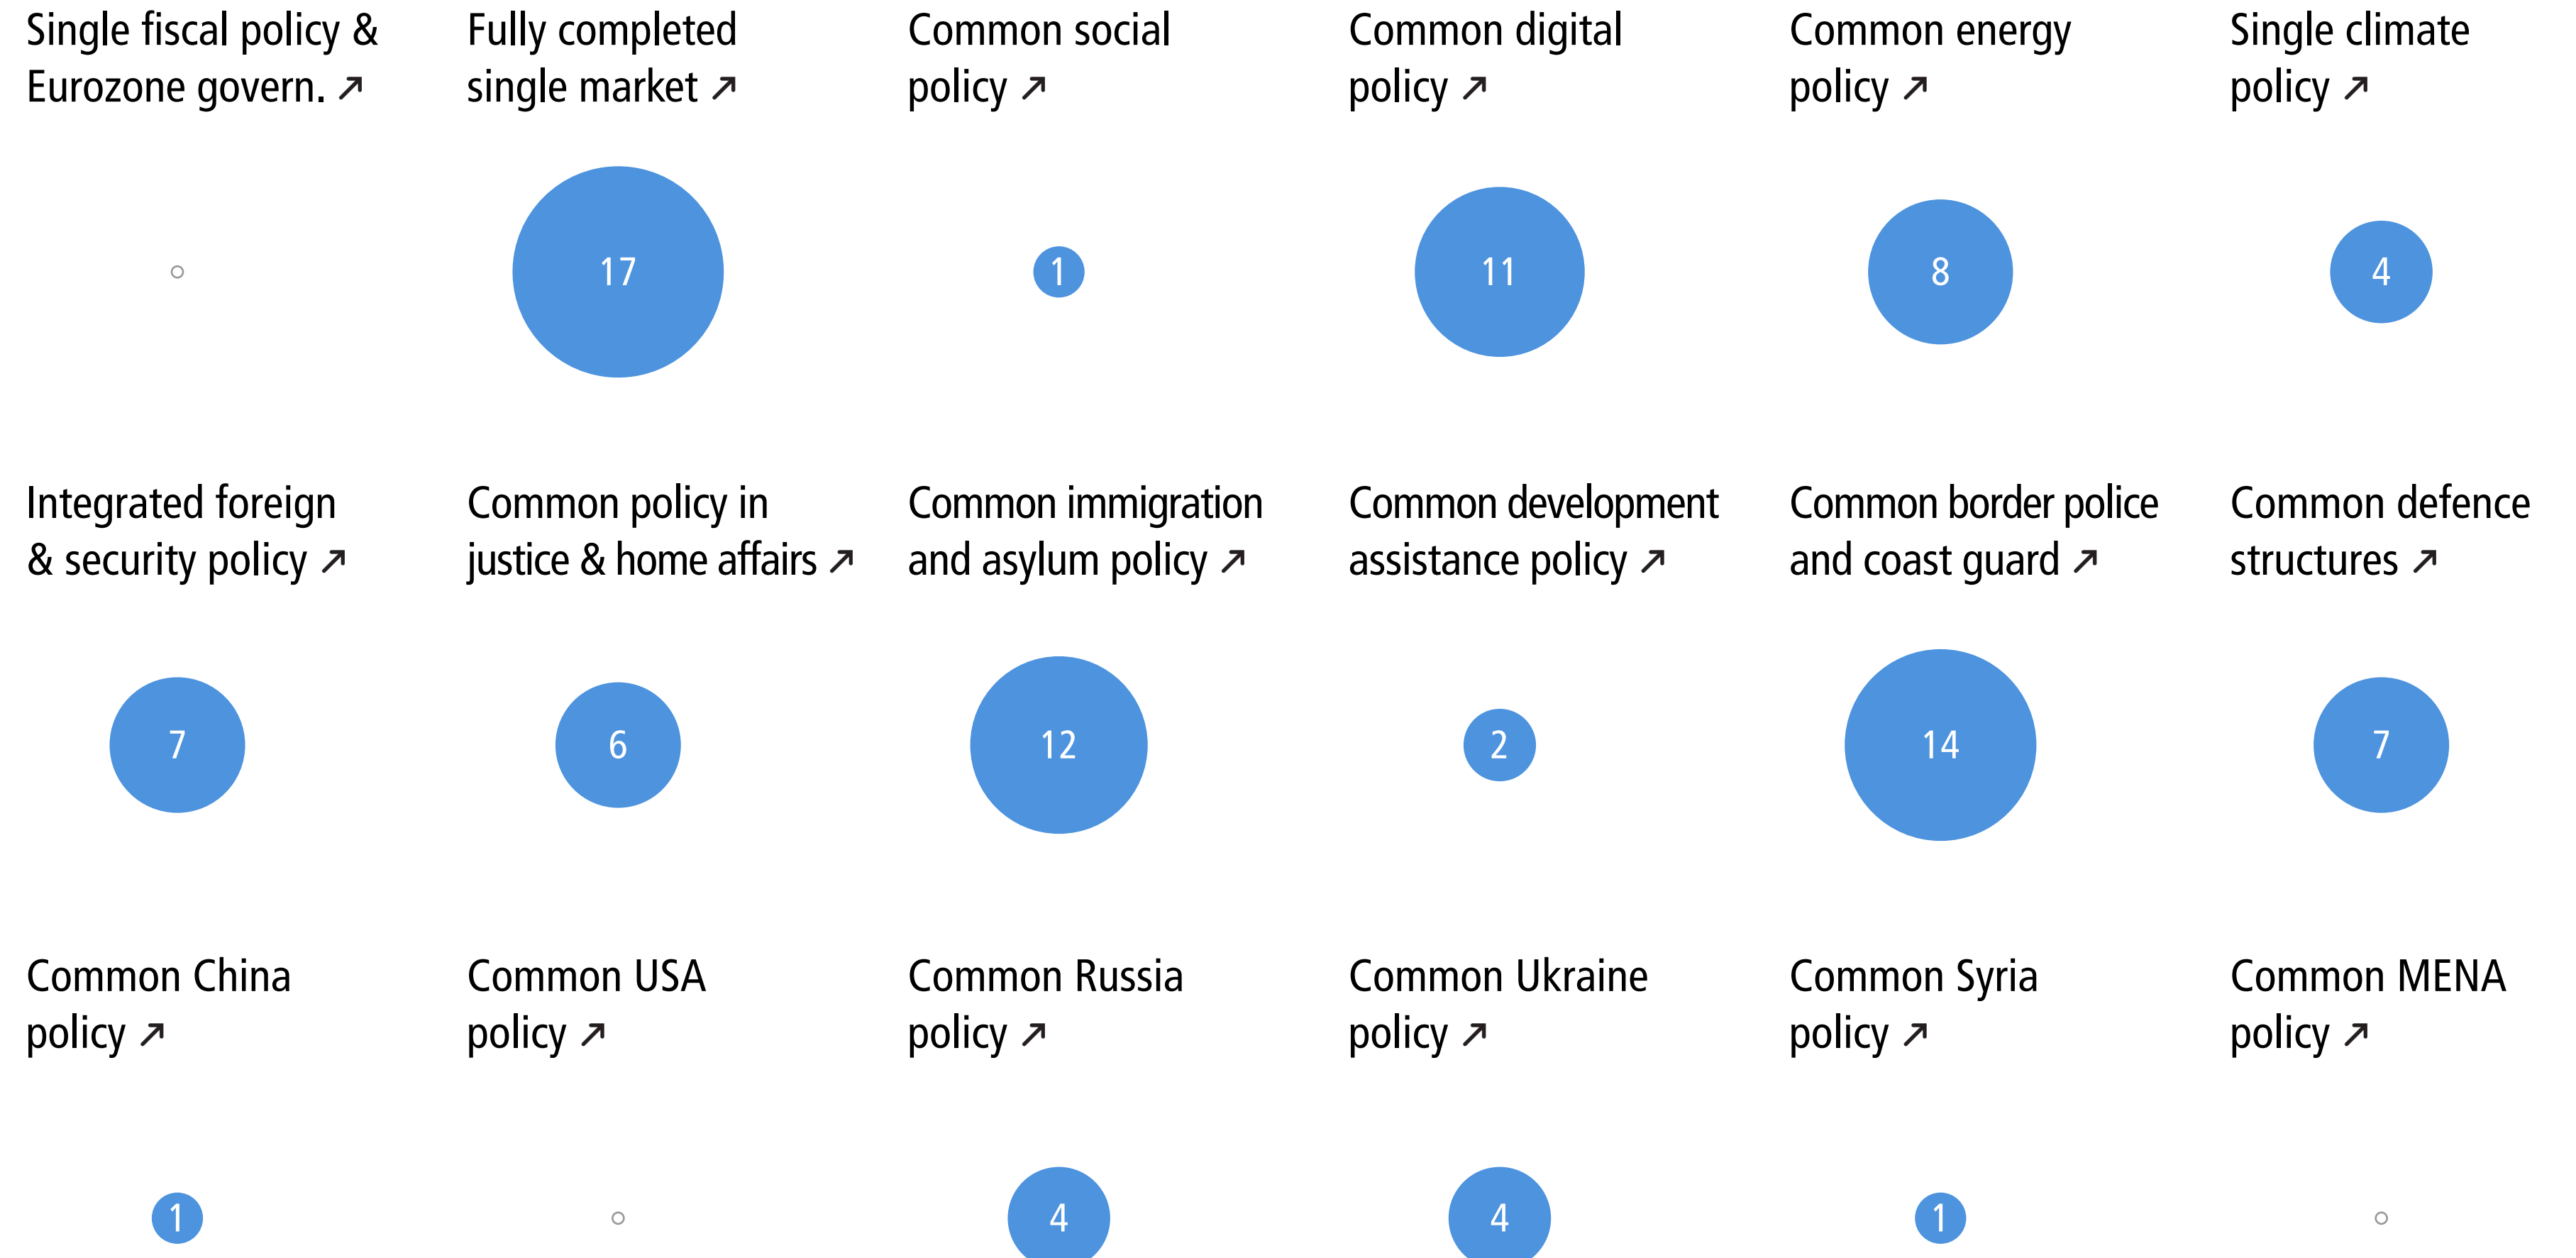 Single fiscal policy &
Eurozone govern. ↗
Fully completed
single market ↗
Common social
policy ↗
Common digital
policy ↗
Common energy
policy ↗
Single climate
policy ↗
17
1
11
8
4
Integrated foreign
& security policy ↗
Common policy in
justice & home affairs ↗
Common immigration
and asylum policy ↗
Common development
assistance policy ↗
Common border police
and coast guard ↗
Common defence
structures ↗
7
6
12
2
14
7
Common China
policy ↗
Common USA
policy ↗
Common Russia
policy ↗
Common Ukraine
policy ↗
Common Syria
policy ↗
Common MENA
policy ↗
1
4
4
1